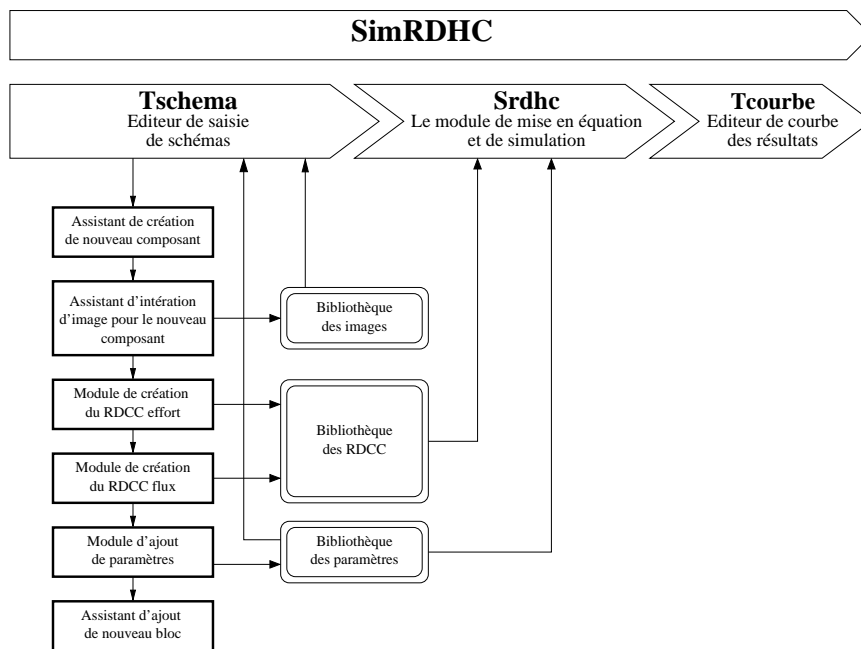 SimRDHC
Tschema
Editeur de saisie
de schémas
Srdhc
Le module de mise en équation
et de simulation
Tcourbe
Editeur de courbe
des résultats
Assistant de création
de nouveau composant
Assistant d'intération
d'image pour le nouveau
composant
Bibliothèque
des images
Module de création
du RDCC effort
Bibliothèque
des RDCC
Module de création
du RDCC flux
Module d'ajout
de paramètres
Bibliothèque
des paramètres
Assistant d'ajout
de nouveau bloc